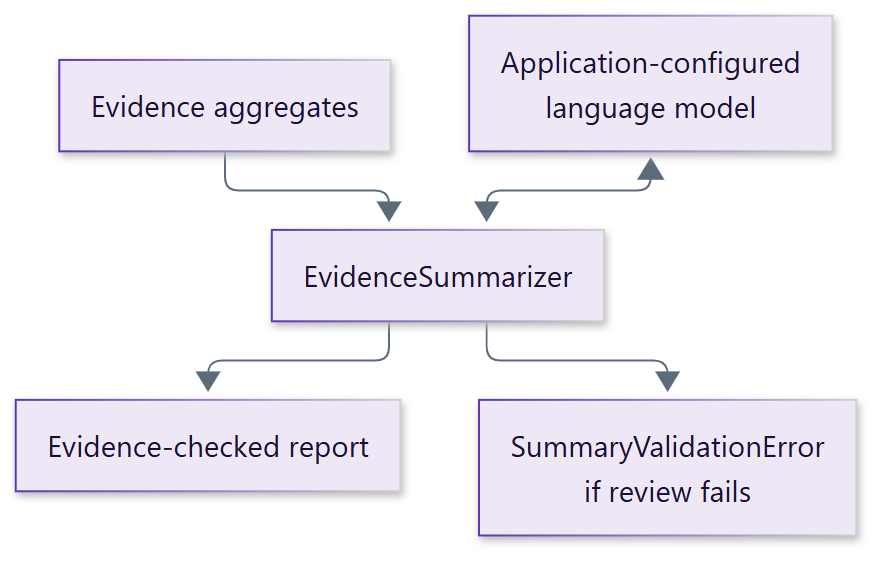 Evidence aggregates
Application-configured
language model
EvidenceSummarizer
Evidence-checked report
SummaryValidationError
if review fails